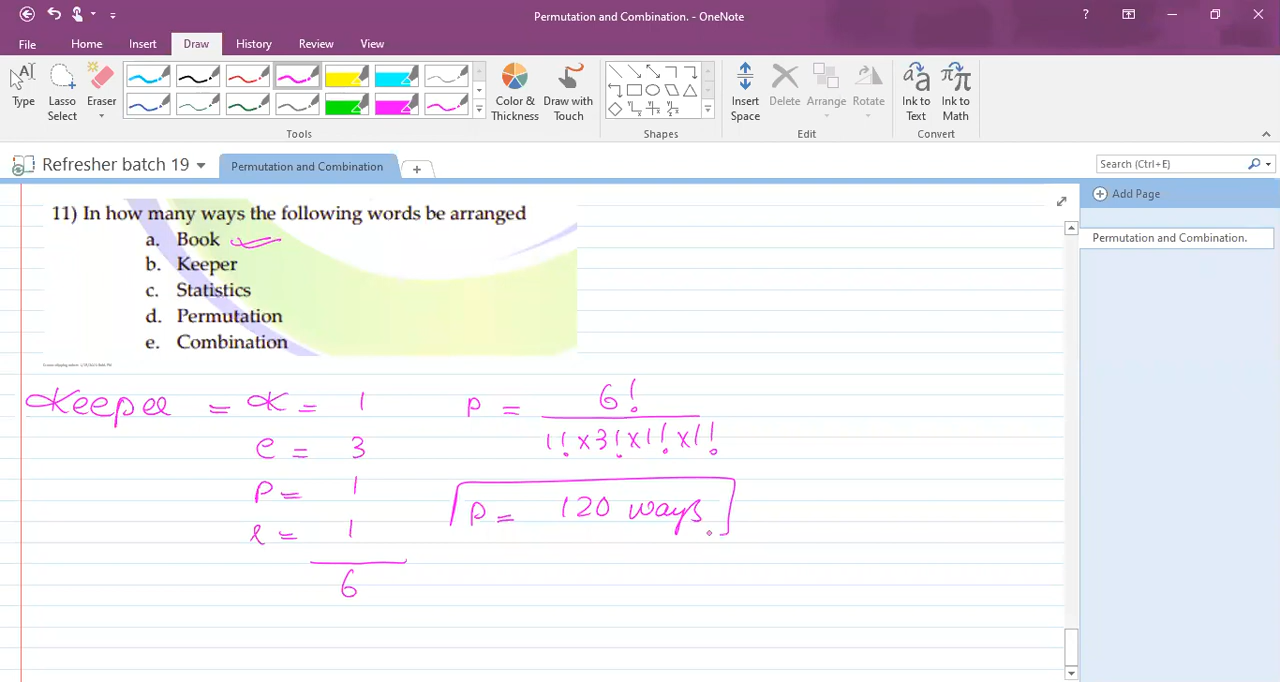 Permutation and Combination. - OneNote
File Home Insert Draw History Review View
Type Lasso Select Eraser Color & Thickness Draw with Touch Insert Space Delete Arrange Rotate Ink to Text Ink to Math
Tools Shapes Edit Convert
Refresher batch 19 Permutation and Combination Search (Ctrl+E)
Add Page
Permutation and Combination.
11) In how many ways the following words be arranged
a. Book
b. Keeper
c. Statistics
d. Permutation
e. Combination
Keeper = K = 1
e = 3
P = 1
r = 1
6
P = 6! / 1! × 3! × 1! × 1!
P = 120 ways.